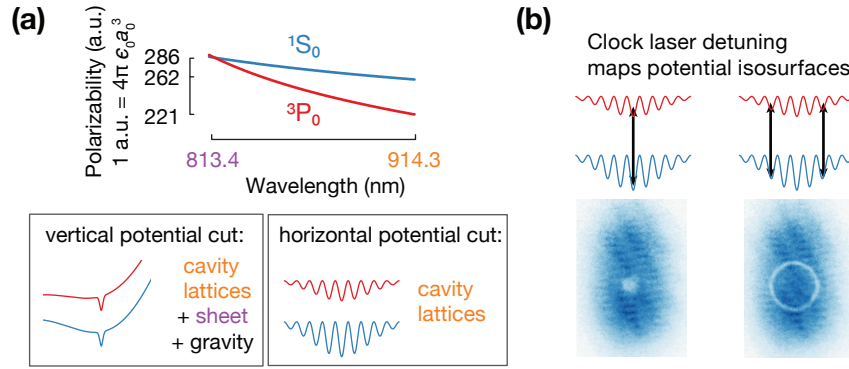 (a)
Polarizability (a.u.)
1 a.u. = 4π ϵ₀a₀³
286
262
221
¹S₀
³P₀
813.4
914.3
Wavelength (nm)
vertical potential cut:
cavity
lattices
+ sheet
+ gravity
horizontal potential cut:
cavity
lattices
(b)
Clock laser detuning
maps potential isosurfaces